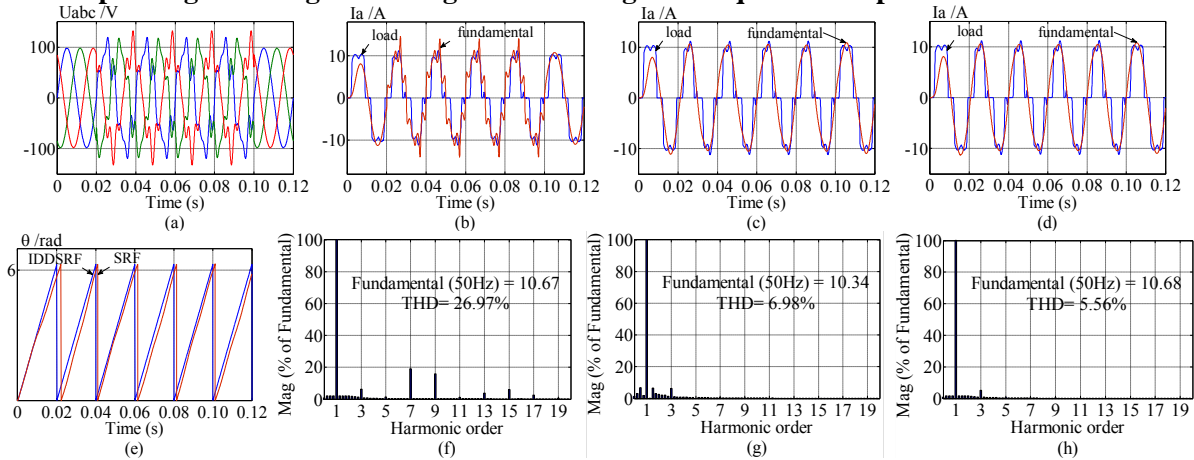 Uabc /V
100
0
-100
0 0.02 0.04 0.06 0.08 0.10 0.12
Time (s)
(a)
Ia /A
load
fundamental
10
0
-10
0 0.02 0.04 0.06 0.08 0.10 0.12
Time (s)
(b)
Ia /A
load
fundamental
10
0
-10
0 0.02 0.04 0.06 0.08 0.10 0.12
Time (s)
(c)
Ia /A
load
fundamental
10
0
-10
0 0.02 0.04 0.06 0.08 0.10 0.12
Time (s)
(d)
θ /rad
IDDSRF SRF
6
0 0.02 0.04 0.06 0.08 0.10 0.12
Time (s)
(e)
Mag (% of Fundamental)
100
80
60
40
20
0
Fundamental (50Hz) = 10.67
THD= 26.97%
1 3 5 7 9 11 13 15 17 19
Harmonic order
(f)
Mag (% of Fundamental)
100
80
60
40
20
0
Fundamental (50Hz) = 10.34
THD= 6.98%
1 3 5 7 9 11 13 15 17 19
Harmonic order
(g)
Mag (% of Fundamental)
100
80
60
40
20
0
Fundamental (50Hz) = 10.68
THD= 5.56%
1 3 5 7 9 11 13 15 17 19
Harmonic order
(h)